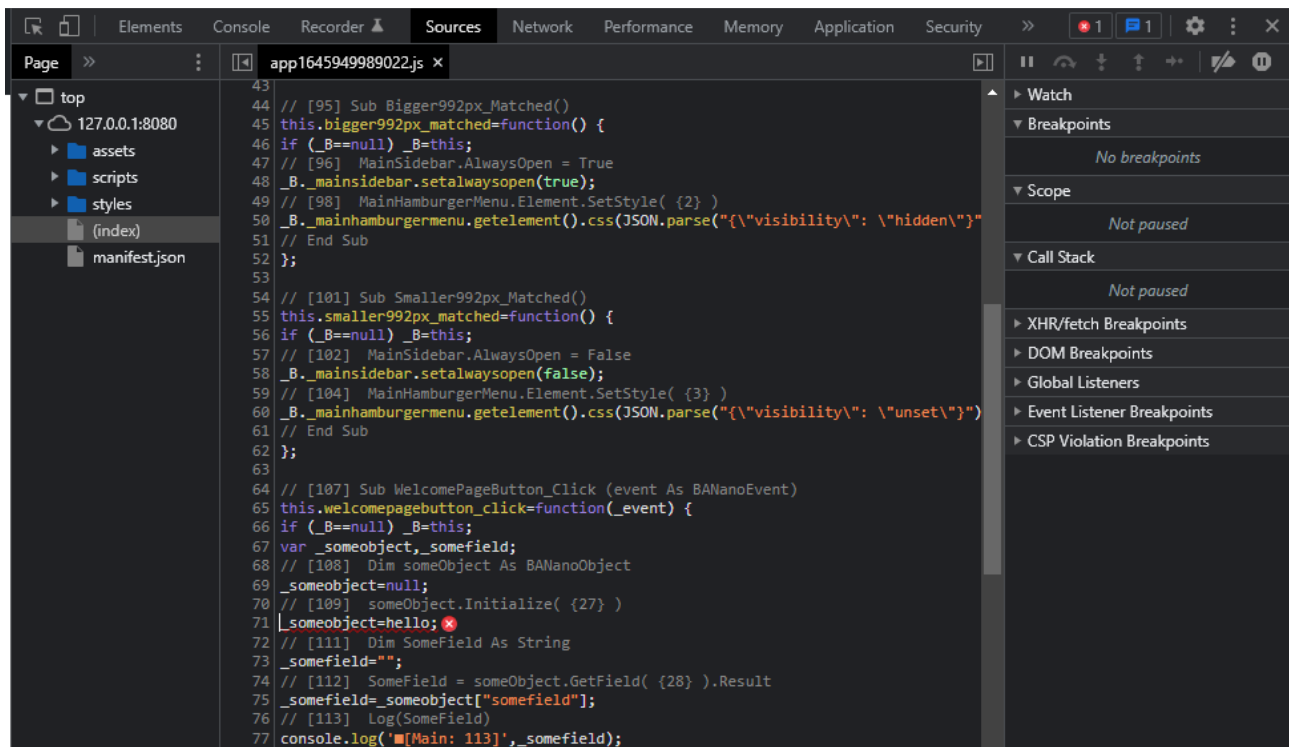 Elements Console Recorder Sources Network Performance Memory Application Security » 1 1
Page » app1645949989022.js ×
top
127.0.0.1:8080
assets
scripts
styles
(index)
manifest.json
43
44 // [95] Sub Bigger992px_Matched()
45 this.bigger992px_matched=function() {
46 if (_B==null) _B=this;
47 // [96]  MainSidebar.AlwaysOpen = True
48 _B._mainsidebar.setalwaysopen(true);
49 // [98]  MainHamburgerMenu.Element.SetStyle( {2} )
50 _B._mainhamburgermenu.getelement().css(JSON.parse("{\"visibility\": \"hidden\"}"
51 // End Sub
52 };
53
54 // [101] Sub Smaller992px_Matched()
55 this.smaller992px_matched=function() {
56 if (_B==null) _B=this;
57 // [102]  MainSidebar.AlwaysOpen = False
58 _B._mainsidebar.setalwaysopen(false);
59 // [104]  MainHamburgerMenu.Element.SetStyle( {3} )
60 _B._mainhamburgermenu.getelement().css(JSON.parse("{\"visibility\": \"unset\"}")
61 // End Sub
62 };
63
64 // [107] Sub WelcomePageButton_Click (event As BANanoEvent)
65 this.welcomepagebutton_click=function(_event) {
66 if (_B==null) _B=this;
67 var _someobject,_somefield;
68 // [108]  Dim someObject As BANanoObject
69 _someobject=null;
70 // [109]  someObject.Initialize( {27} )
71 _someobject=hello;
72 // [111]  Dim SomeField As String
73 _somefield="";
74 // [112]  SomeField = someObject.GetField( {28} ).Result
75 _somefield=_someobject["somefield"];
76 // [113]  Log(SomeField)
77 console.log('■[Main: 113]',_somefield);
Watch
Breakpoints
No breakpoints
Scope
Not paused
Call Stack
Not paused
XHR/fetch Breakpoints
DOM Breakpoints
Global Listeners
Event Listener Breakpoints
CSP Violation Breakpoints